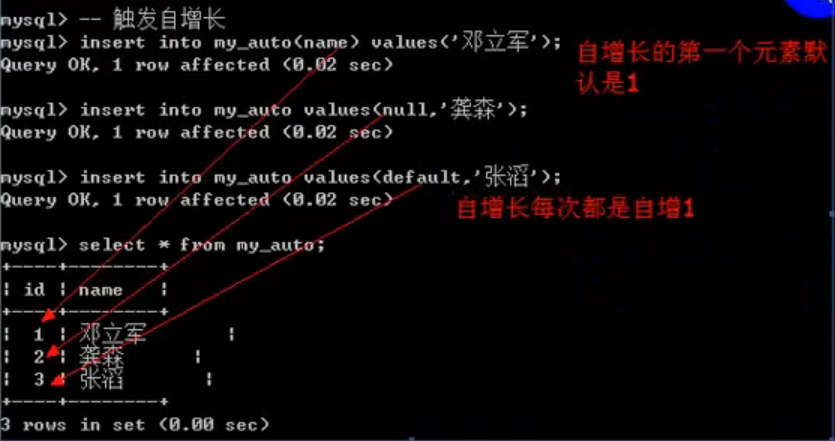 mysql> -- 触发自增长
mysql> insert into my_auto(name) values('邓立军');
Query OK, 1 row affected (0.02 sec)
自增长的第一个元素默
认是1
mysql> insert into my_auto values(null,'龚森');
Query OK, 1 row affected (0.02 sec)
mysql> insert into my_auto values(default,'张滔');
Query OK, 1 row affected (0.02 sec)
自增长每次都是自增1
mysql> select * from my_auto;
+----+--------+
| id | name   |
+----+--------+
|  1 | 邓立军       |
|  2 | 龚森       |
|  3 | 张滔        |
+----+--------+
3 rows in set (0.00 sec)